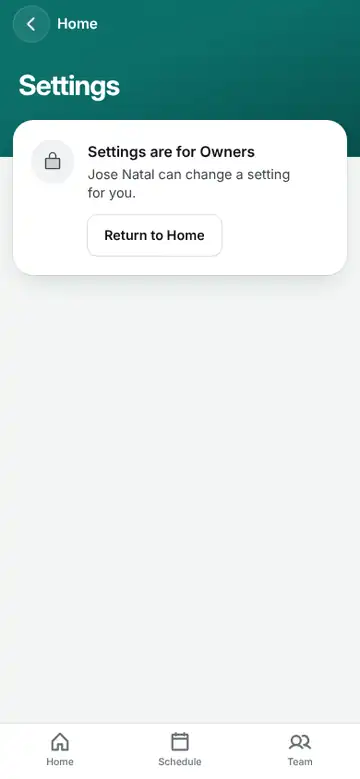 Home
Settings
Settings are for Owners
Jose Natal can change a setting
for you.
Return to Home
Home
Schedule
Team